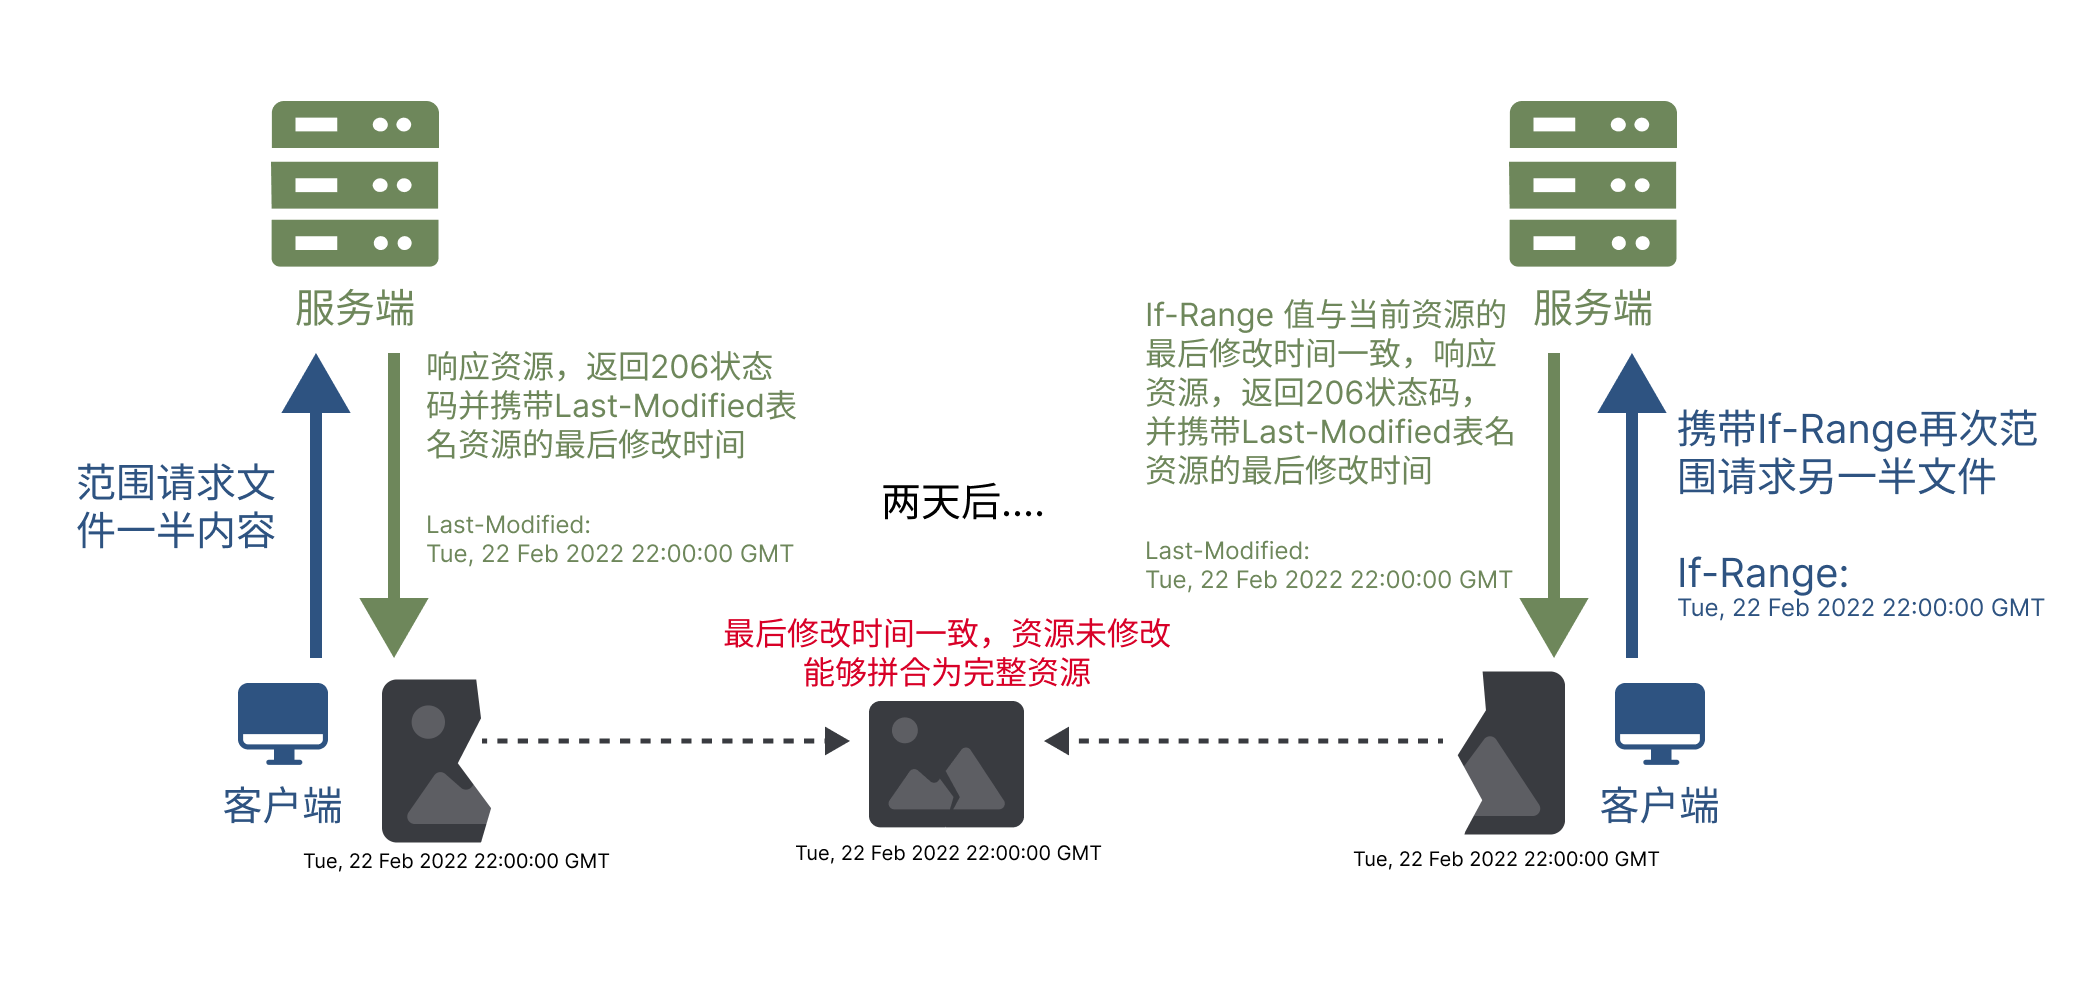 服务端
响应资源，返回206状态
码并携带Last-Modified表
名资源的最后修改时间
Last-Modified:
Tue, 22 Feb 2022 22:00:00 GMT
范围请求文
件一半内容
客户端
Tue, 22 Feb 2022 22:00:00 GMT
两天后....
最后修改时间一致，资源未修改
能够拼合为完整资源
Tue, 22 Feb 2022 22:00:00 GMT
服务端
If-Range 值与当前资源的
最后修改时间一致，响应
资源，返回206状态码，
并携带Last-Modified表名
资源的最后修改时间
Last-Modified:
Tue, 22 Feb 2022 22:00:00 GMT
携带If-Range再次范
围请求另一半文件
If-Range:
Tue, 22 Feb 2022 22:00:00 GMT
客户端
Tue, 22 Feb 2022 22:00:00 GMT